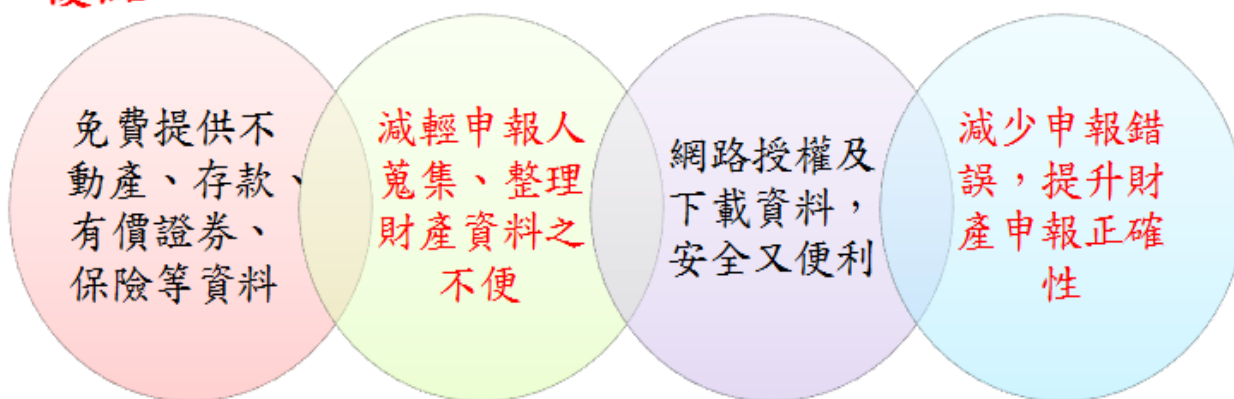 免費提供不
動產、存款、
有價證券、
保險等資料
減輕申報人
蒐集、整理
財產資料之
不便
網路授權及
下載資料，
安全又便利
減少申報錯
誤，提升財
產申報正確
性